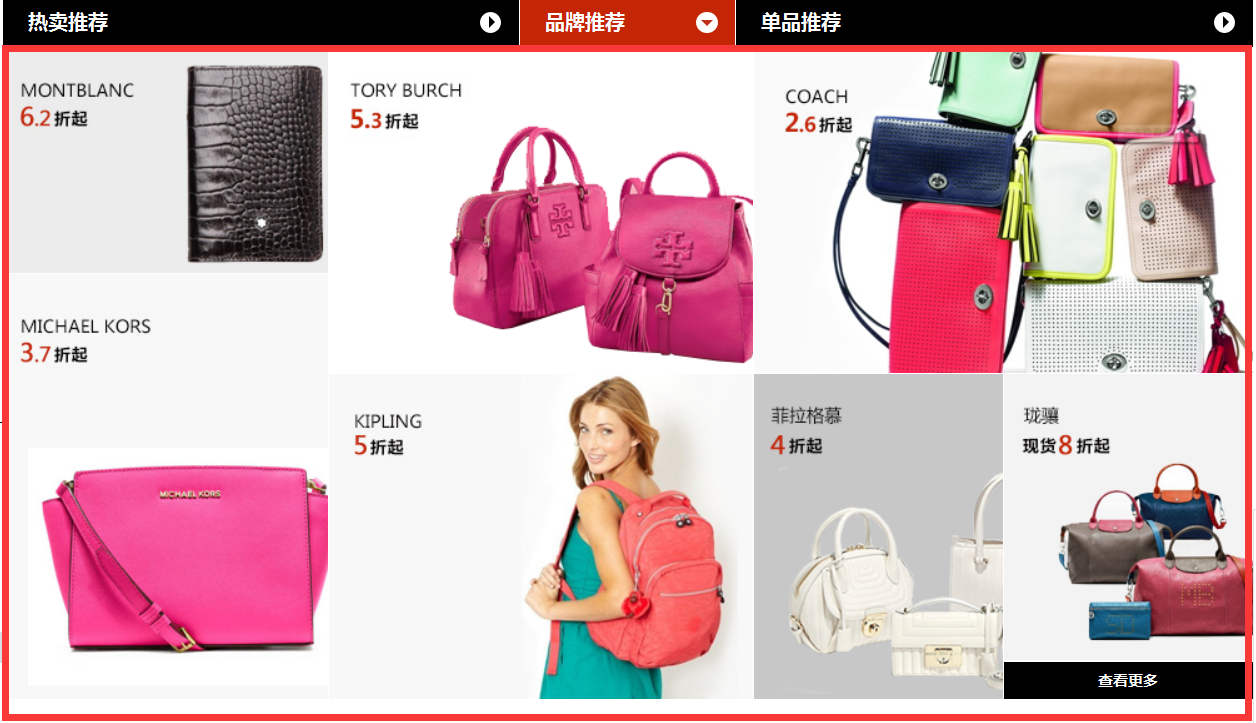 热卖推荐
品牌推荐
单品推荐
MONTBLANC
6.2折起
TORY BURCH
5.3折起
COACH
2.6折起
MICHAEL KORS
3.7折起
MICHAEL KORS
KIPLING
5折起
菲拉格慕
4折起
珑骧
现货8折起
查看更多